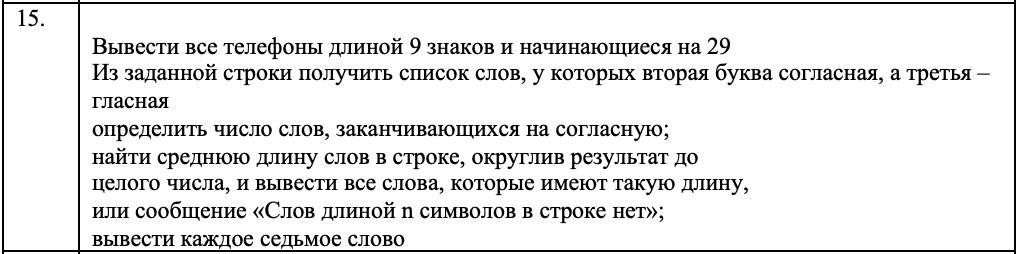 15.
Вывести все телефоны длиной 9 знаков и начинающиеся на 29
Из заданной строки получить список слов, у которых вторая буква согласная, а третья –
гласная
определить число слов, заканчивающихся на согласную;
найти среднюю длину слов в строке, округлив результат до
целого числа, и вывести все слова, которые имеют такую длину,
или сообщение «Слов длиной n символов в строке нет»;
вывести каждое седьмое слово